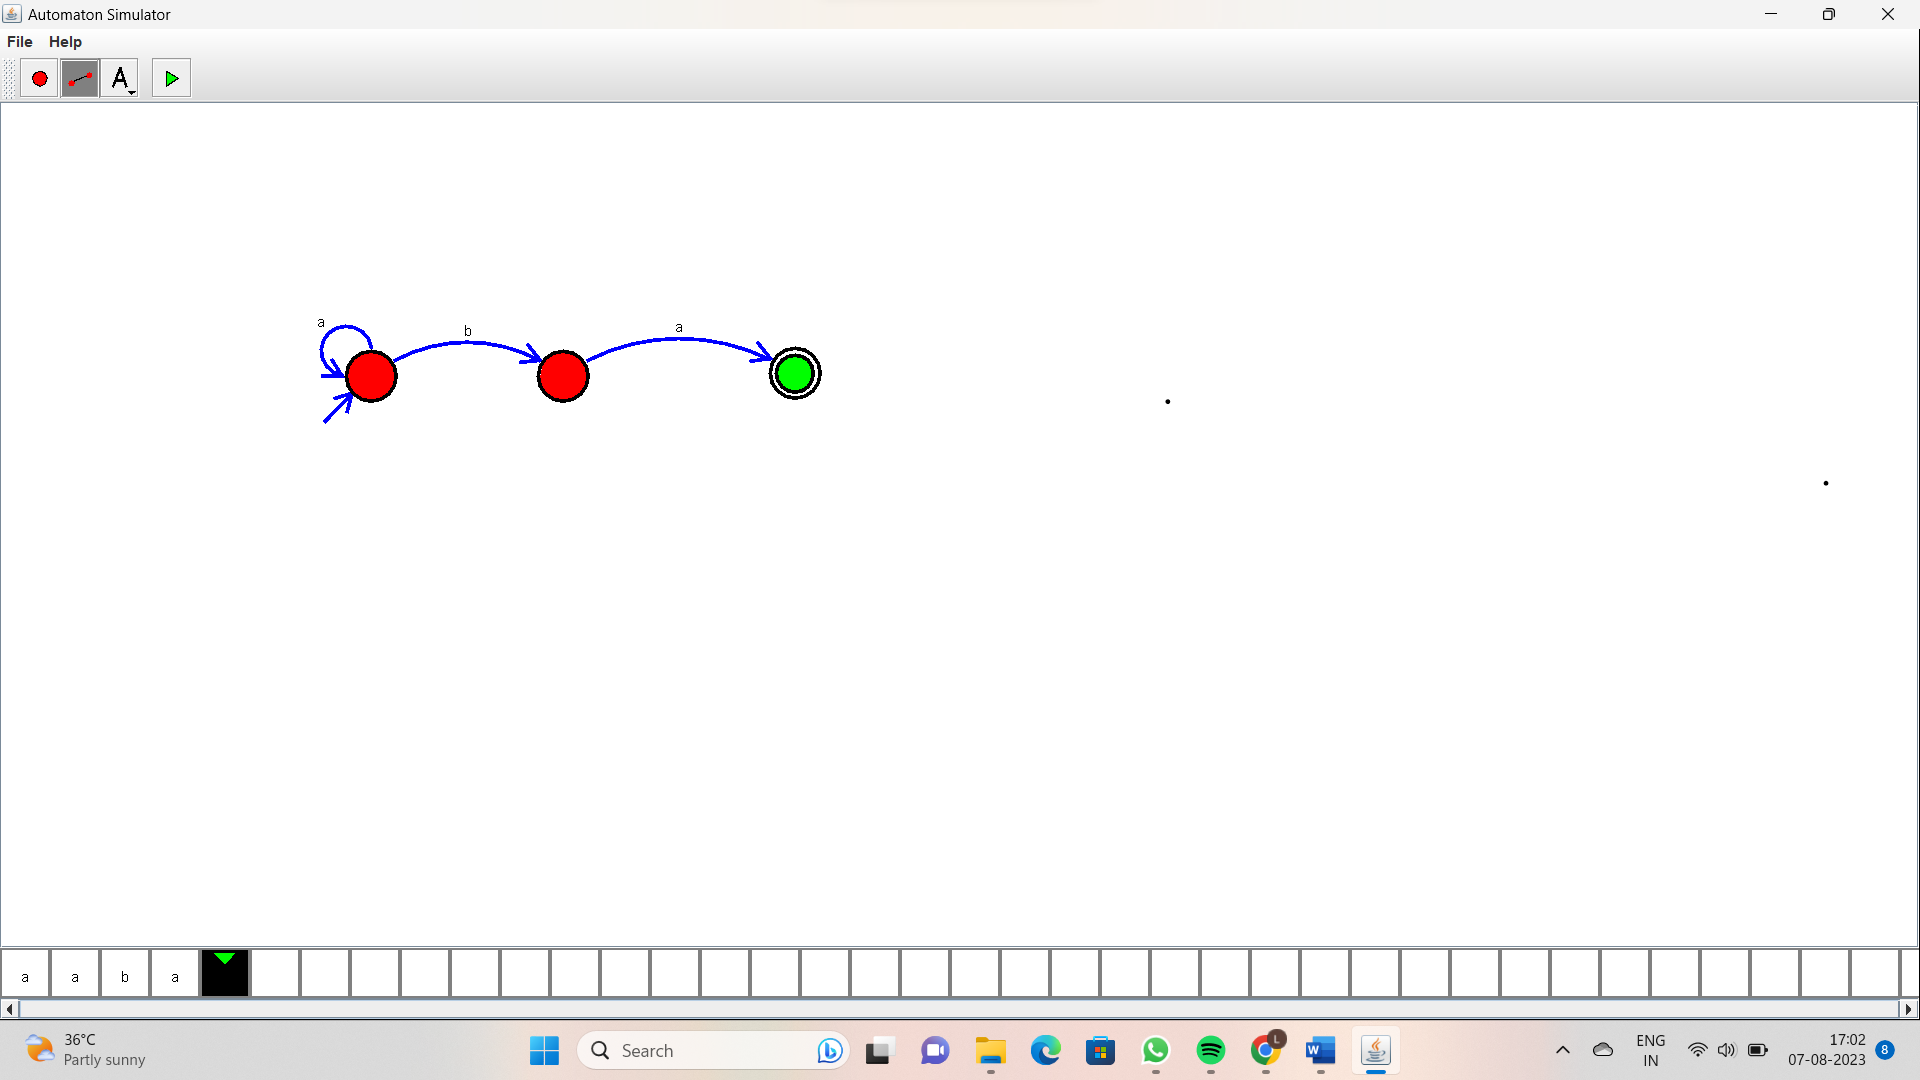 Automaton Simulator
File Help
A
a
b
a
a a b a
36°C
Partly sunny
Search
L
W
ENG
IN
17:02
07-08-2023
8